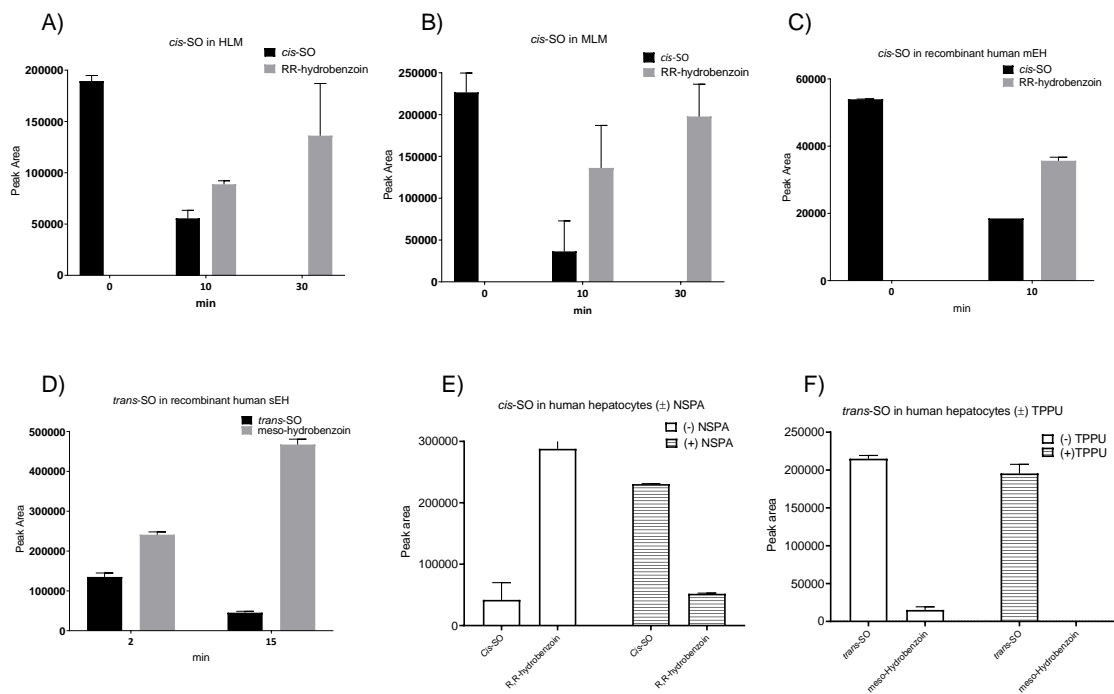 A)
cis-SO in HLM
cis-SO
RR-hydrobenzoin
200000
150000
100000
50000
0
Peak Area
0 10 30
min
B)
cis-SO in MLM
cis-SO
RR-hydrobenzoin
250000
200000
150000
100000
50000
0
Peak Area
0 10 30
min
C)
cis-SO in recombinant human mEH
cis-SO
RR-hydrobenzoin
60000
40000
20000
0
Peak Area
0 10
min
D)
trans-SO in recombinant human sEH
trans-SO
meso-hydrobenzoin
500000
400000
300000
200000
100000
0
Peak Area
2 15
min
E)
cis-SO in human hepatocytes (±) NSPA
(-) NSPA
(+) NSPA
300000
200000
100000
0
Peak area
Cis-SO
R,R-hydrobenzoin
Cis-SO
R,R-hydrobenzoin
F)
trans-SO in human hepatocytes (±) TPPU
(-) TPPU
(+)TPPU
250000
200000
150000
100000
50000
0
Peak area
trans-SO
meso-Hydrobenzoin
trans-SO
meso-Hydrobenzoin